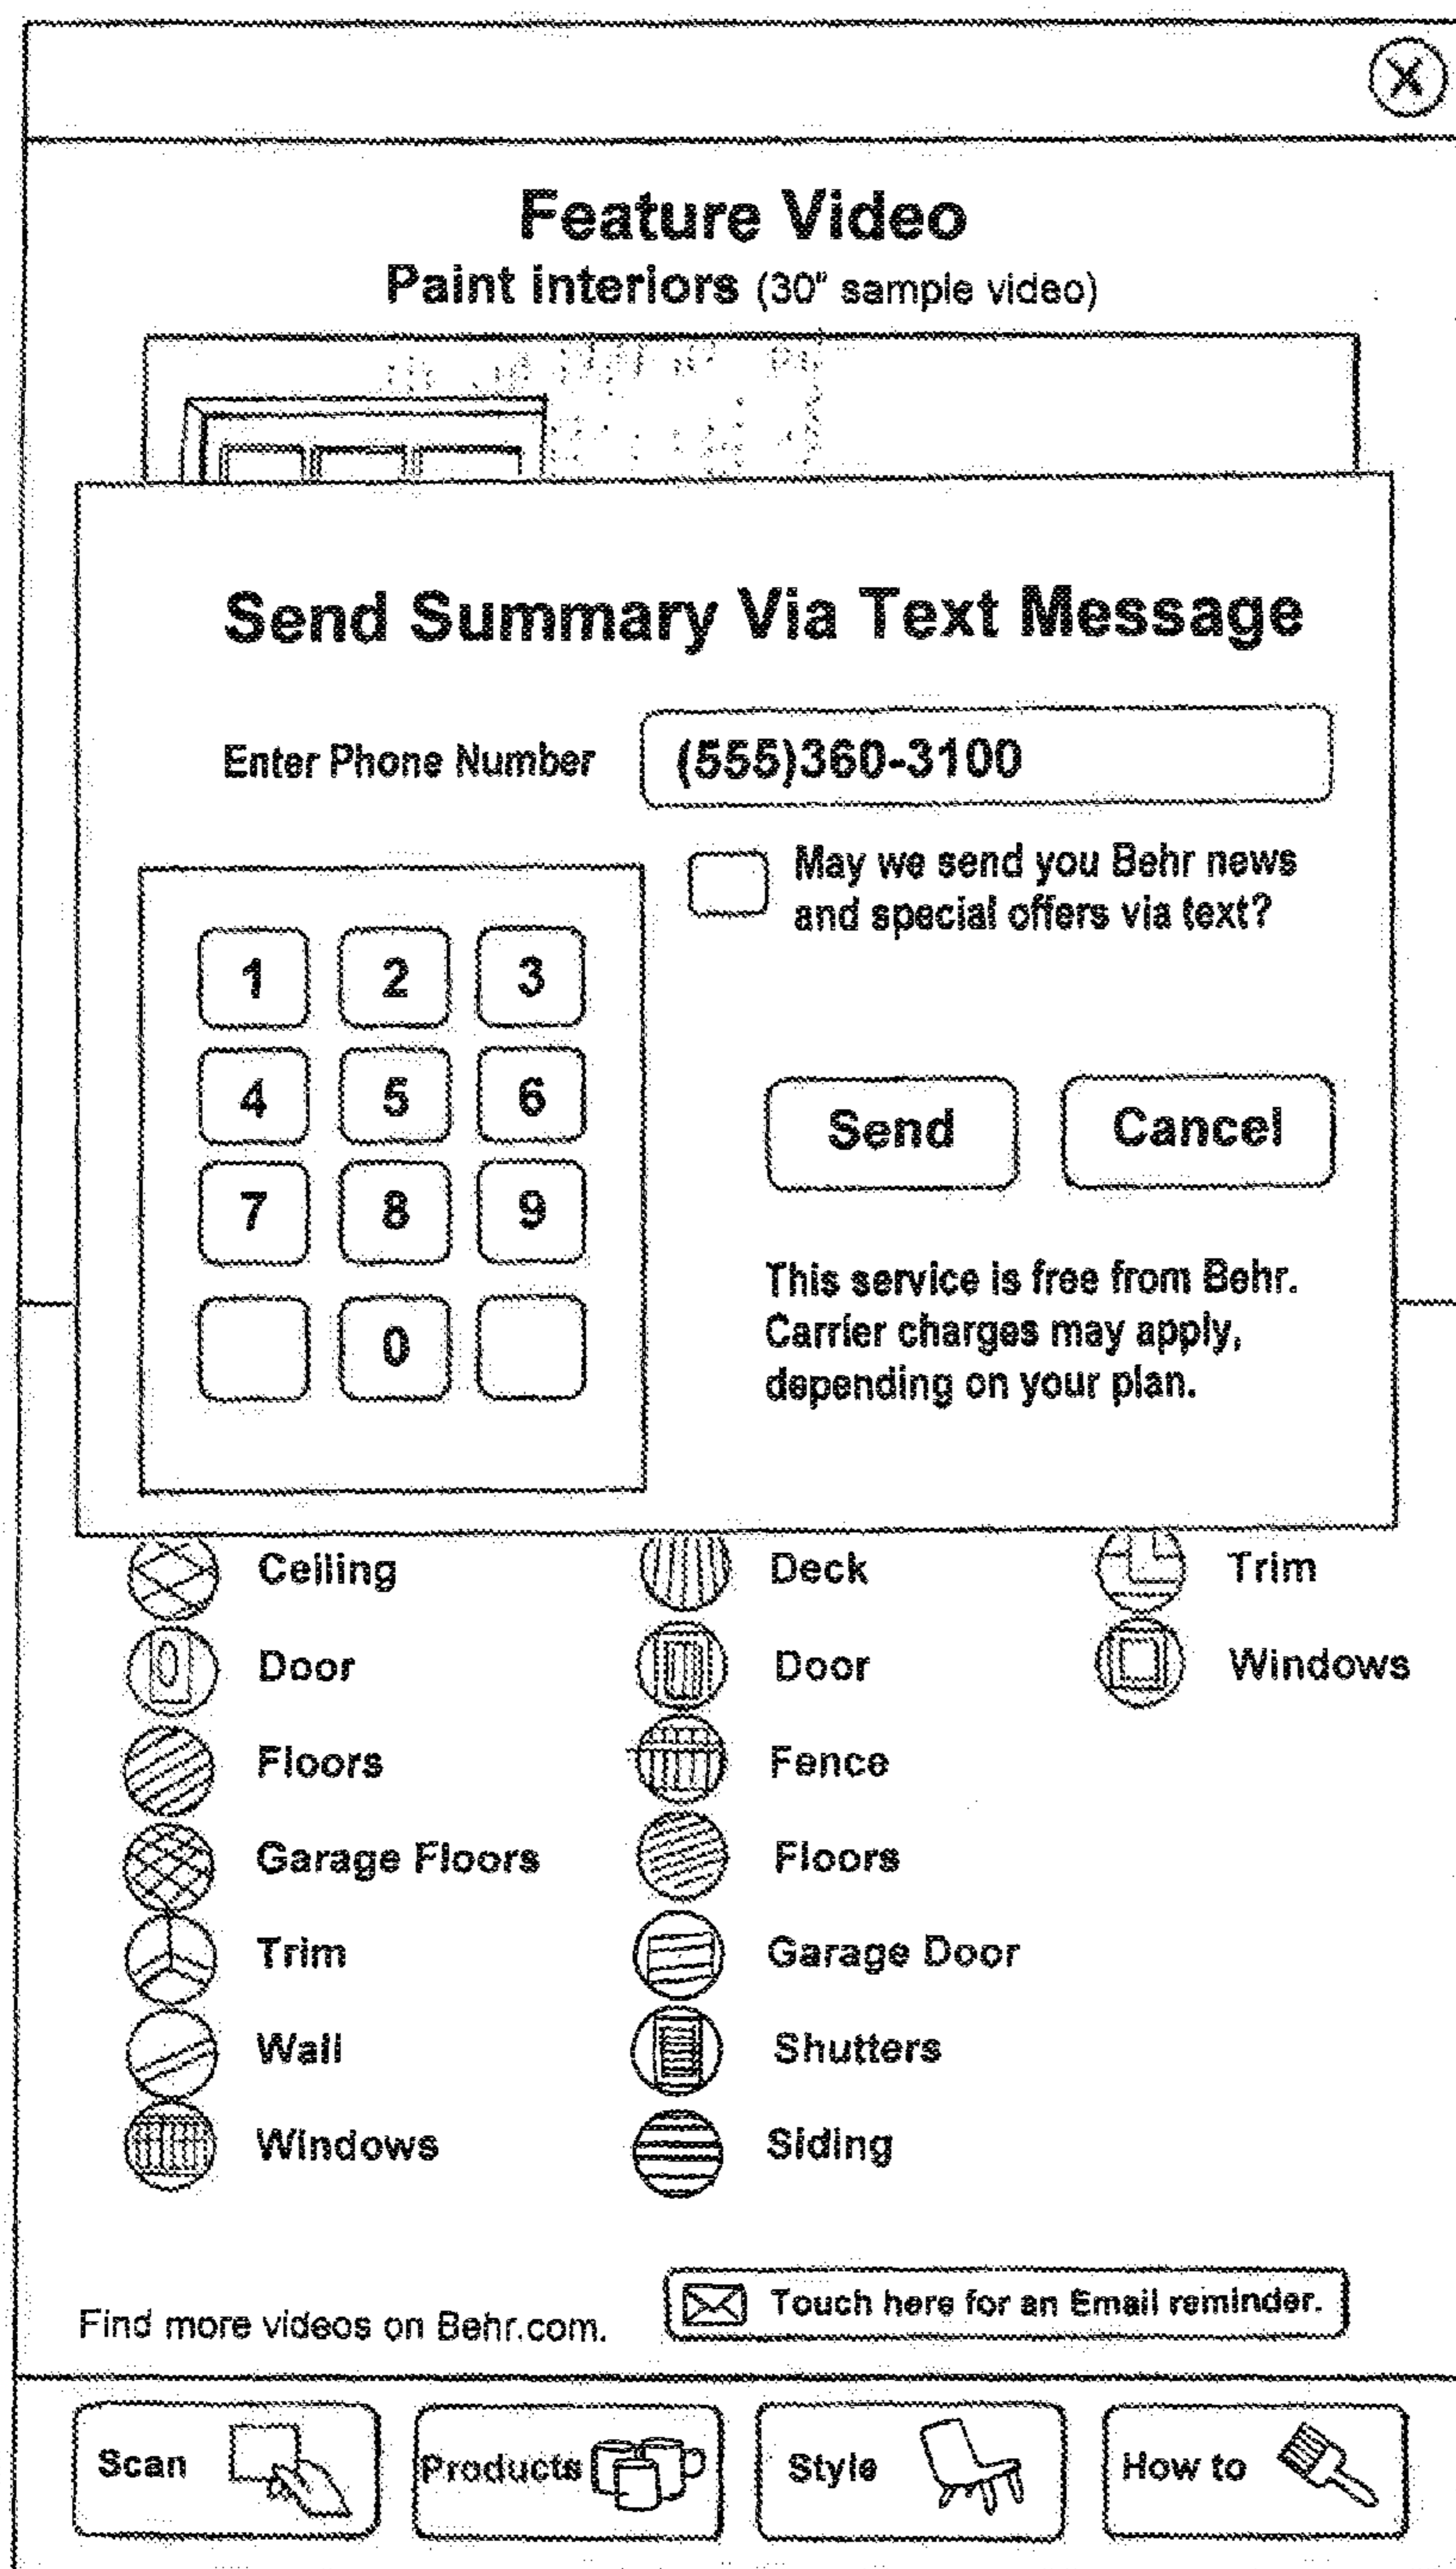 X
Feature Video
Paint interiors (30" sample video)
Send Summary Via Text Message
Enter Phone Number (555)360-3100
May we send you Behr news
and special offers via text?
1 2 3
4 5 6
7 8 9
0
Send Cancel
This service is free from Behr.
Carrier charges may apply,
depending on your plan.
Ceiling Deck Trim
Door Door Windows
Floors Fence
Garage Floors Floors
Trim Garage Door
Wall Shutters
Windows Siding
Find more videos on Behr.com.
Touch here for an Email reminder.
Scan Products Style How to